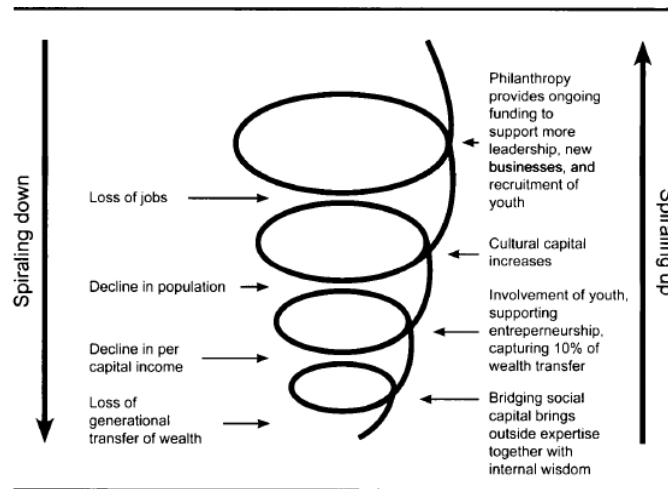 Spiraling down
Loss of jobs
Decline in population
Decline in per
capital income
Loss of
generational
transfer of wealth
Philanthropy
provides ongoing
funding to
support more
leadership, new
businesses, and
recruitment of
youth
Cultural capital
increases
Involvement of youth,
supporting
entreperneurship,
capturing 10% of
wealth transfer
Bridging social
capital brings
outside expertise
together with
internal wisdom
Spiraling up